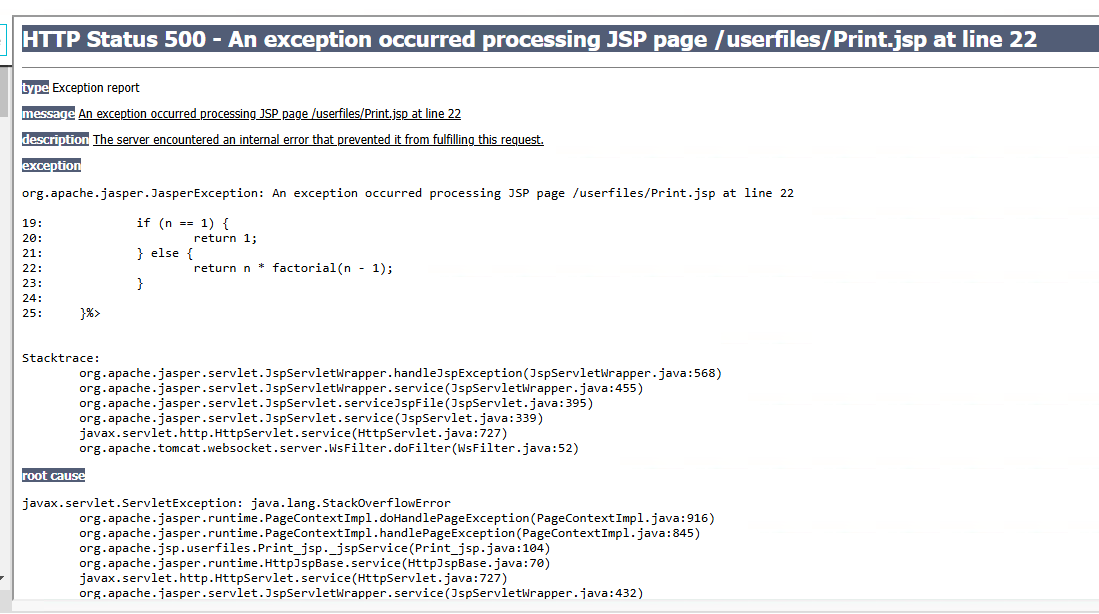 HTTP Status 500 - An exception occurred processing JSP page /userfiles/Print.jsp at line 22
type Exception report
message An exception occurred processing JSP page /userfiles/Print.jsp at line 22
description The server encountered an internal error that prevented it from fulfilling this request.
exception
org.apache.jasper.JasperException: An exception occurred processing JSP page /userfiles/Print.jsp at line 22
19:             if (n == 1) {
20:                     return 1;
21:             } else {
22:                     return n * factorial(n - 1);
23:             }
24:
25:     }%>
Stacktrace:
        org.apache.jasper.servlet.JspServletWrapper.handleJspException(JspServletWrapper.java:568)
        org.apache.jasper.servlet.JspServletWrapper.service(JspServletWrapper.java:455)
        org.apache.jasper.servlet.JspServlet.serviceJspFile(JspServlet.java:395)
        org.apache.jasper.servlet.JspServlet.service(JspServlet.java:339)
        javax.servlet.http.HttpServlet.service(HttpServlet.java:727)
        org.apache.tomcat.websocket.server.WsFilter.doFilter(WsFilter.java:52)
root cause
javax.servlet.ServletException: java.lang.StackOverflowError
        org.apache.jasper.runtime.PageContextImpl.doHandlePageException(PageContextImpl.java:916)
        org.apache.jasper.runtime.PageContextImpl.handlePageException(PageContextImpl.java:845)
        org.apache.jsp.userfiles.Print_jsp._jspService(Print_jsp.java:104)
        org.apache.jasper.runtime.HttpJspBase.service(HttpJspBase.java:70)
        javax.servlet.http.HttpServlet.service(HttpServlet.java:727)
        org.apache.jasper.servlet.JspServletWrapper.service(JspServletWrapper.java:432)